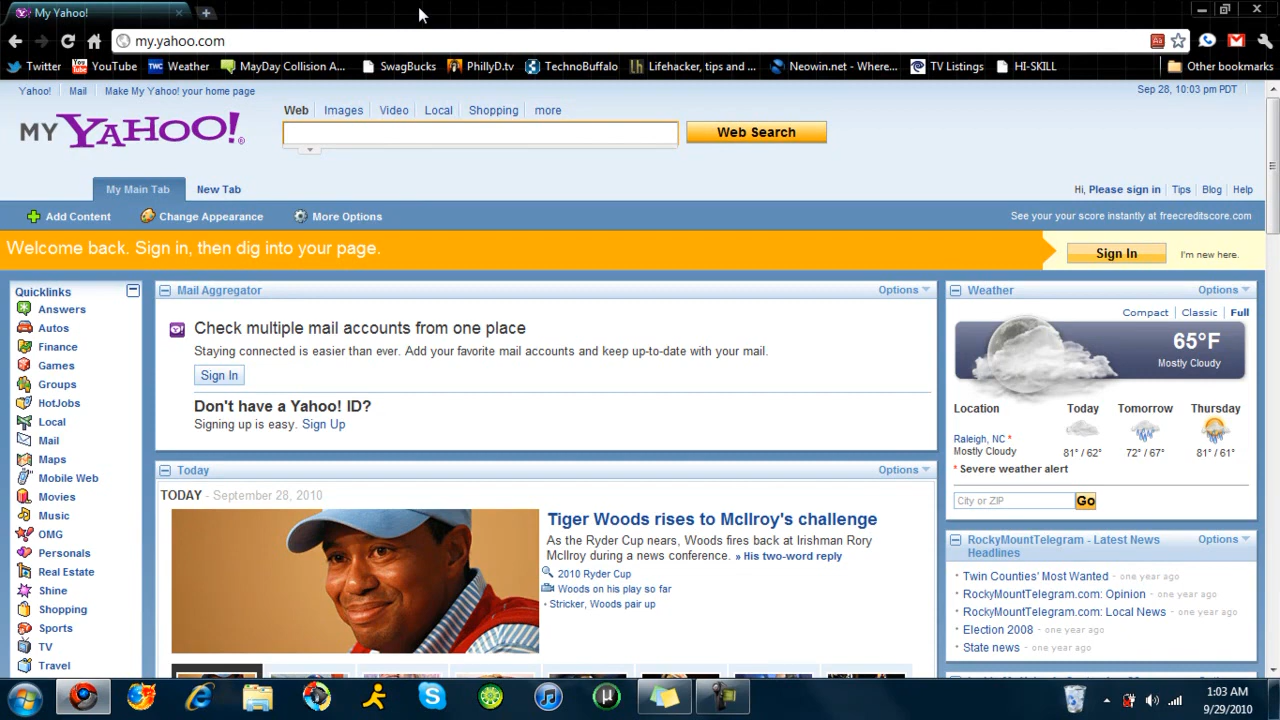 My Yahoo!
my.yahoo.com
Twitter YouTube Weather MayDay Collision A... SwagBucks PhillyD.tv TechnoBuffalo Lifehacker, tips and ... Neowin.net - Where... TV Listings HI-SKILL Other bookmarks
Yahoo! Mail Make My Yahoo! your home page
Sep 28, 10:03 pm PDT
Web Images Video Local Shopping more
MY YAHOO!
Web Search
My Main Tab New Tab
Hi, Please sign in Tips Blog Help
Add Content Change Appearance More Options
See your your score instantly at freecreditscore.com
Welcome back. Sign in, then dig into your page.
Sign In I'm new here.
Quicklinks
Answers
Autos
Finance
Games
Groups
HotJobs
Local
Mail
Maps
Mobile Web
Movies
Music
OMG
Personals
Real Estate
Shine
Shopping
Sports
TV
Travel
Mail Aggregator Options
Check multiple mail accounts from one place
Staying connected is easier than ever. Add your favorite mail accounts and keep up-to-date with your mail.
Sign In
Don't have a Yahoo! ID?
Signing up is easy. Sign Up
Today Options
TODAY - September 28, 2010
Tiger Woods rises to McIlroy's challenge
As the Ryder Cup nears, Woods fires back at Irishman Rory
McIlroy during a news conference. » His two-word reply
2010 Ryder Cup
Woods on his play so far
Stricker, Woods pair up
Weather Options
Compact Classic Full
65°F
Mostly Cloudy
Location Today Tomorrow Thursday
Raleigh, NC *
Mostly Cloudy 81° / 62° 72° / 67° 81° / 61°
* Severe weather alert
City or ZIP Go
RockyMountTelegram - Latest News Options
Headlines
Twin Counties' Most Wanted - one year ago
RockyMountTelegram.com: Opinion - one year ago
RockyMountTelegram.com: Local News - one year ago
Election 2008 - one year ago
State news - one year ago
1:03 AM
9/29/2010